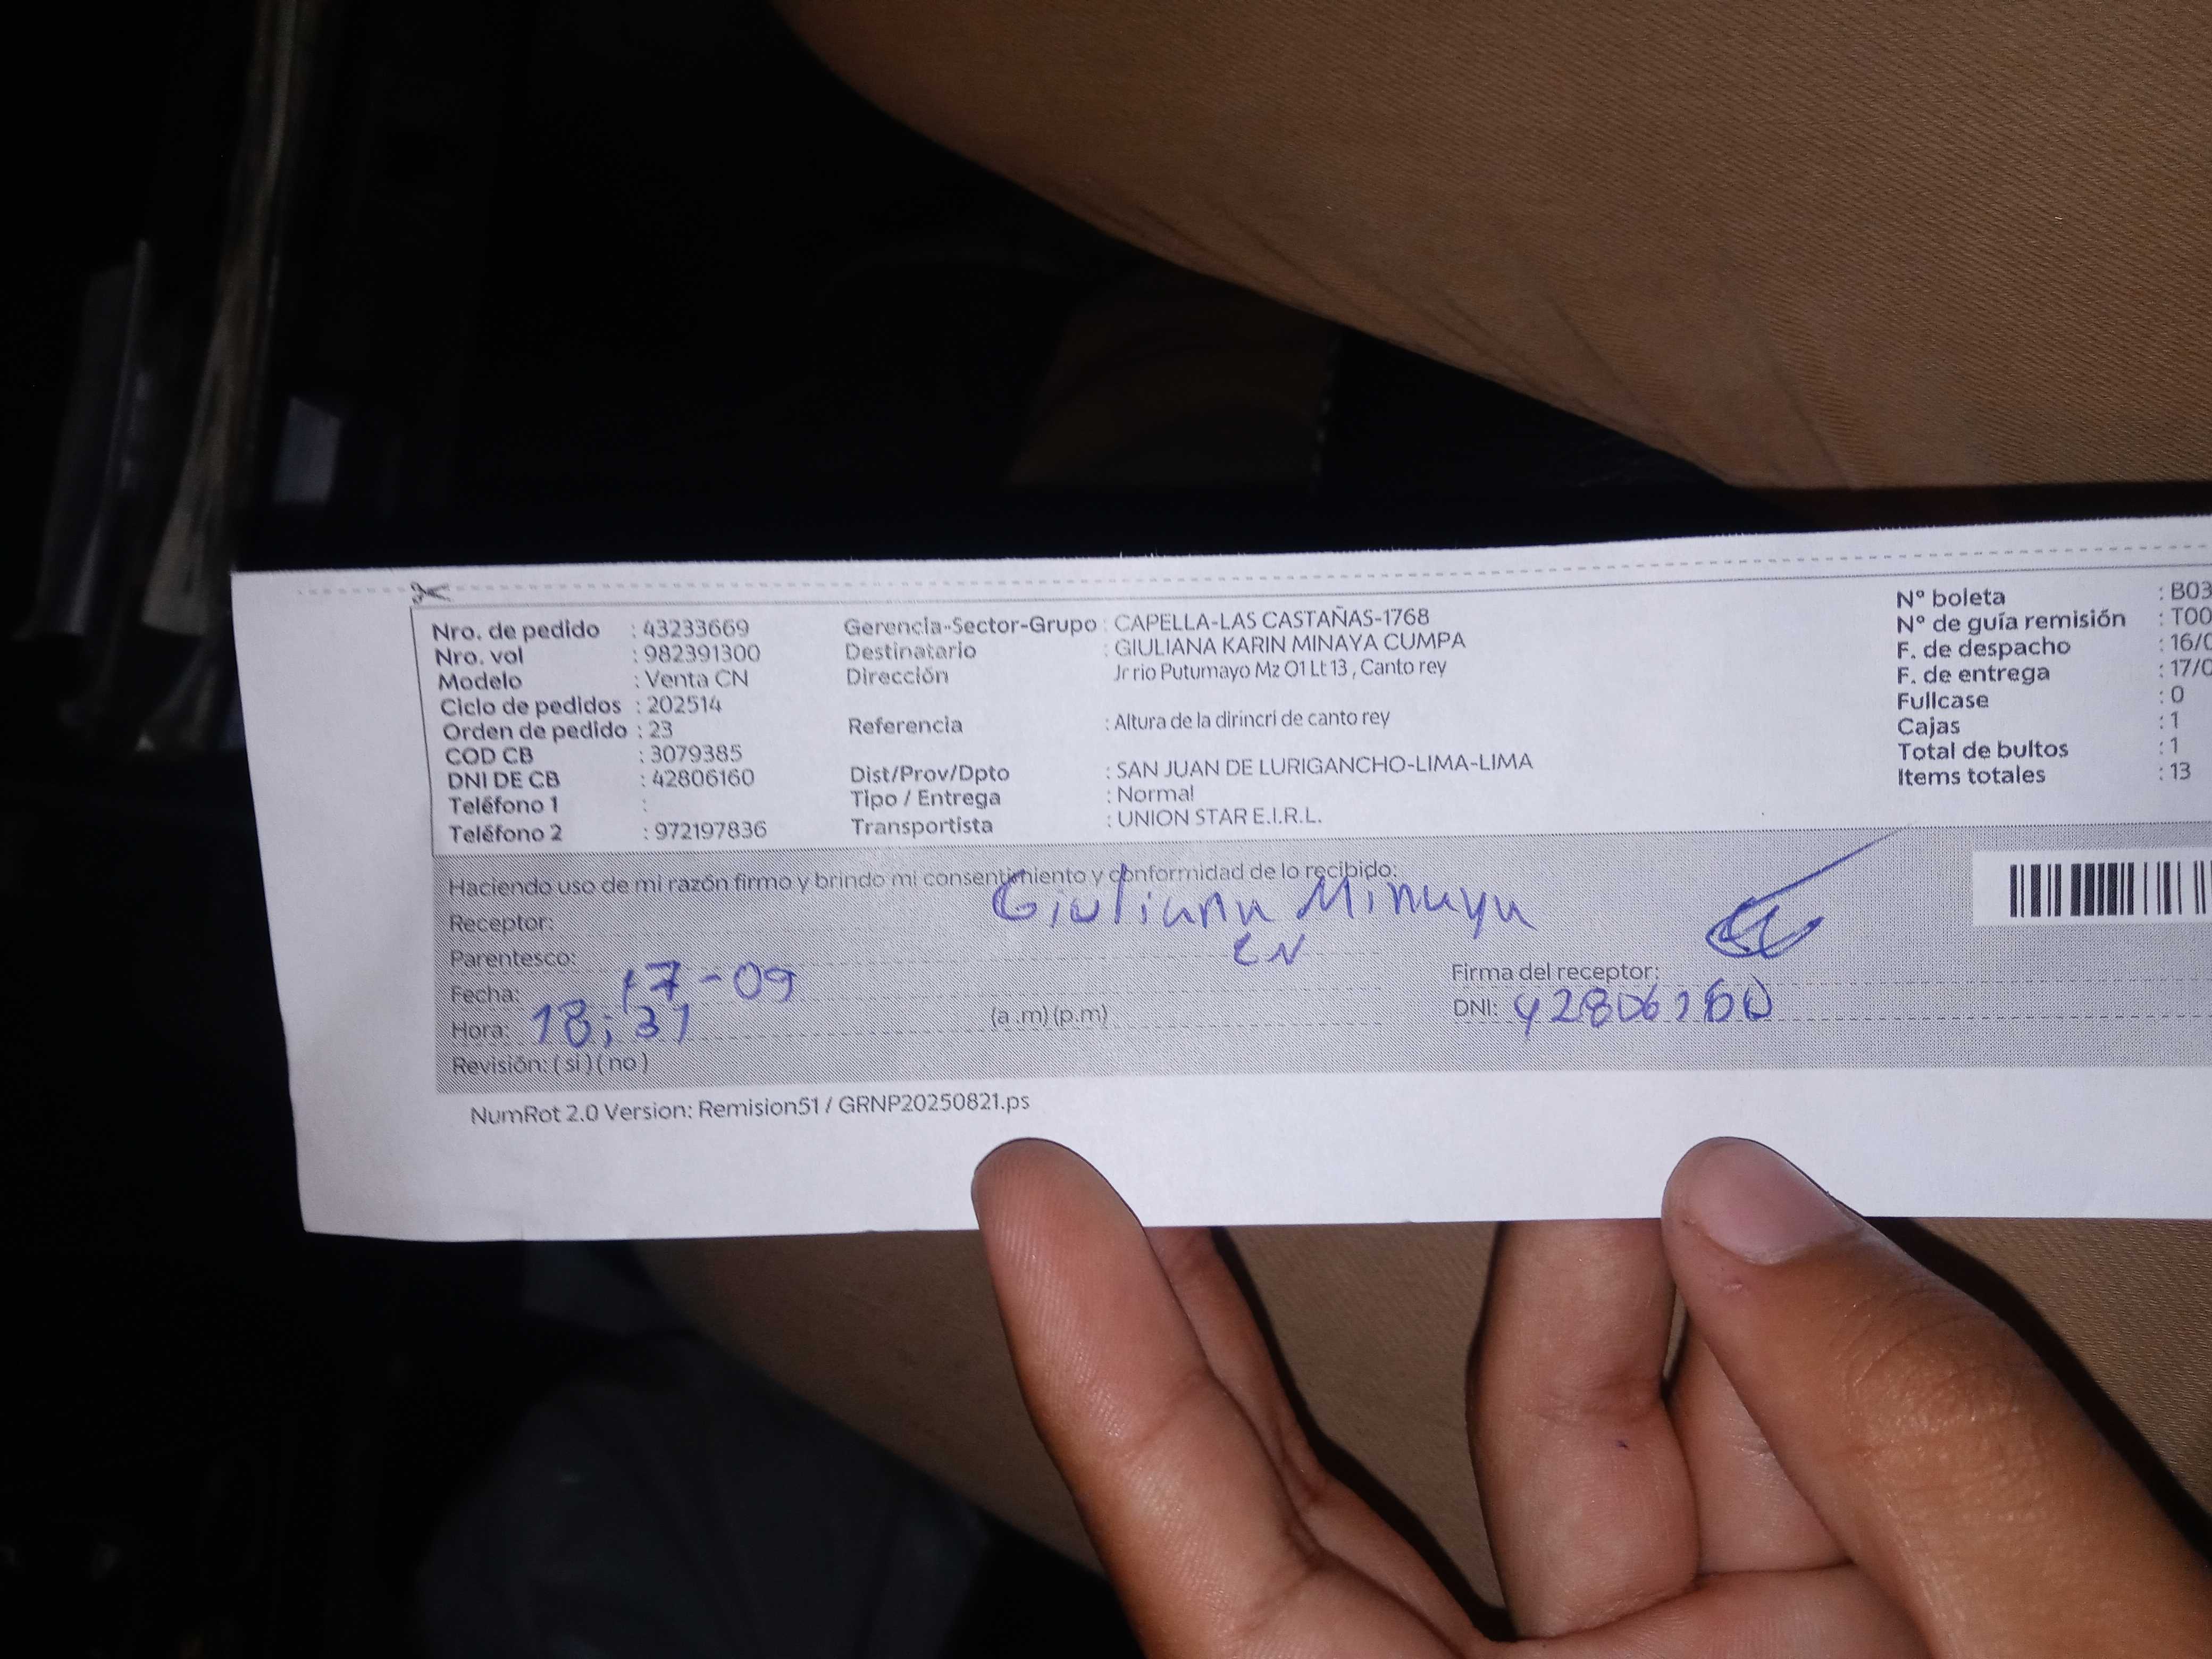 Nro. de pedido : 43233669 Gerencia-Sector-Grupo : CAPELLA-LAS CASTAÑAS-1768 N° boleta : B03
Nro. vol : 982391300 Destinatario : GIULIANA KARIN MINAYA CUMPA N° de guía remisión : T00
Modelo : Venta CN Dirección Jr rio Putumayo Mz O1 Lt 13 , Canto rey F. de despacho : 16/0
Ciclo de pedidos : 202514 F. de entrega : 17/0
Orden de pedido : 23 Referencia : Altura de la dirincri de canto rey Fullcase : 0
COD CB : 3079385 Cajas : 1
DNI DE CB : 42806160 Dist/Prov/Dpto : SAN JUAN DE LURIGANCHO-LIMA-LIMA Total de bultos : 1
Teléfono 1 : Tipo / Entrega : Normal Items totales : 13
Teléfono 2 : 972197836 Transportista : UNION STAR E.I.R.L.
Haciendo uso de mi razón firmo y brindo mi consentimiento y conformidad de lo recibido:
Receptor: Giuliana Minaya
Parentesco: CN
Fecha: 17-09 Firma del receptor:
Hora: 18:31 (a .m) (p.m) DNI: 42806160
Revisión: ( si ) ( no )
NumRot 2.0 Version: Remision51 / GRNP20250821.ps